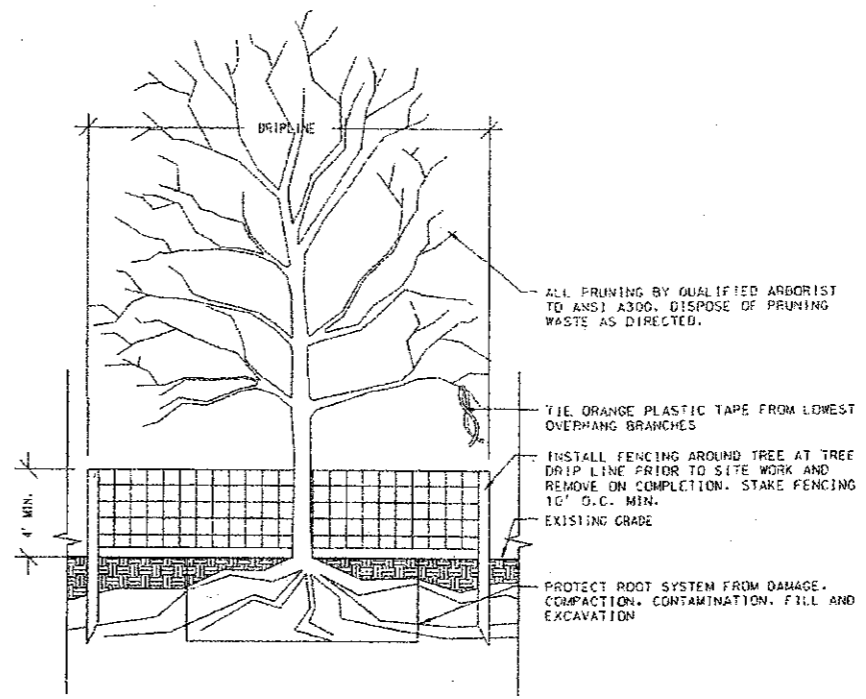 DRIPLINE
ALL PRUNING BY QUALIFIED ARBORIST
TO ANSI A300. DISPOSE OF PRUNING
WASTE AS DIRECTED.
TIE ORANGE PLASTIC TAPE FROM LOWEST
OVERHANG BRANCHES
INSTALL FENCING AROUND TREE AT TREE
DRIP LINE PRIOR TO SITE WORK AND
REMOVE ON COMPLETION. STAKE FENCING
10' O.C. MIN.
4' MIN.
EXISTING GRADE
PROTECT ROOT SYSTEM FROM DAMAGE,
COMPACTION, CONTAMINATION, FILL AND
EXCAVATION